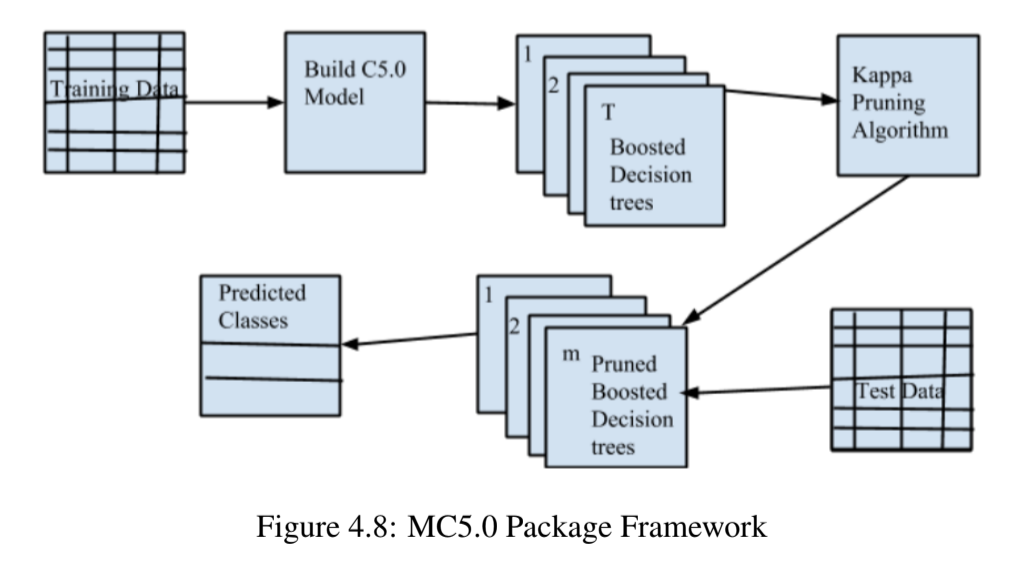 Training Data
Build C5.0
Model
1
2
T
Boosted
Decision
trees
Kappa
Pruning
Algorithm
Predicted
Classes
1
2
m
Pruned
Boosted
Decision
trees
Test Data
Figure 4.8: MC5.0 Package Framework